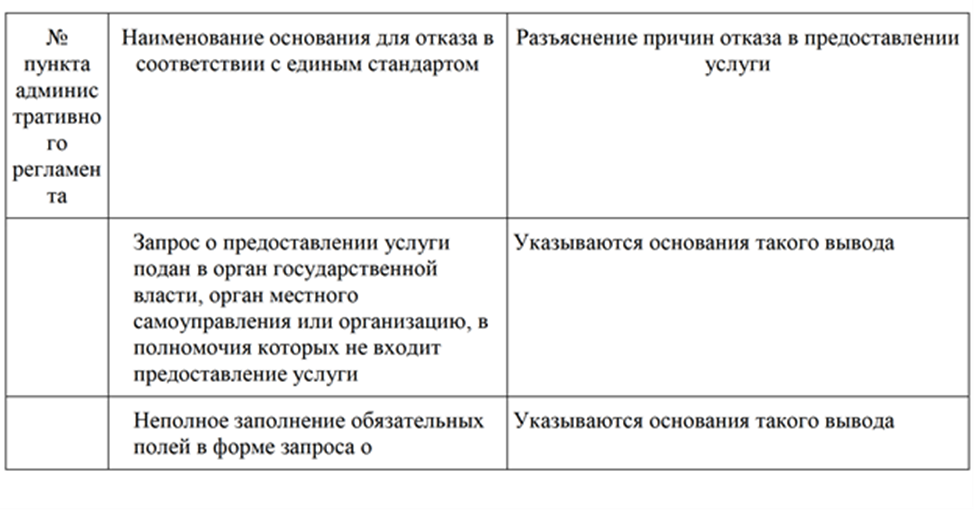 №
пункта
админис
тративно
го
регламен
та
Наименование основания для отказа в
соответствии с единым стандартом
Разъяснение причин отказа в предоставлении
услуги
Запрос о предоставлении услуги
подан в орган государственной
власти, орган местного
самоуправления или организацию, в
полномочия которых не входит
предоставление услуги
Указываются основания такого вывода
Неполное заполнение обязательных
полей в форме запроса о
Указываются основания такого вывода